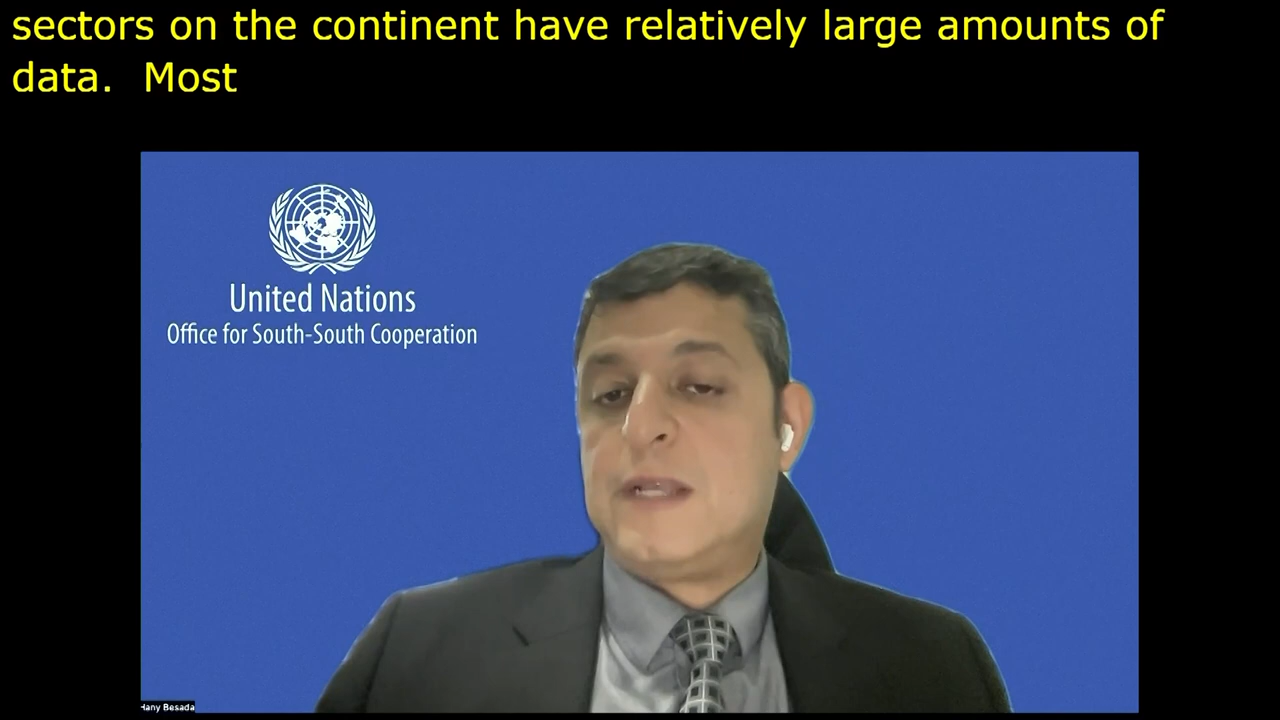 sectors on the continent have relatively large amounts of
data.  Most
United Nations
Office for South-South Cooperation
Hany Besada